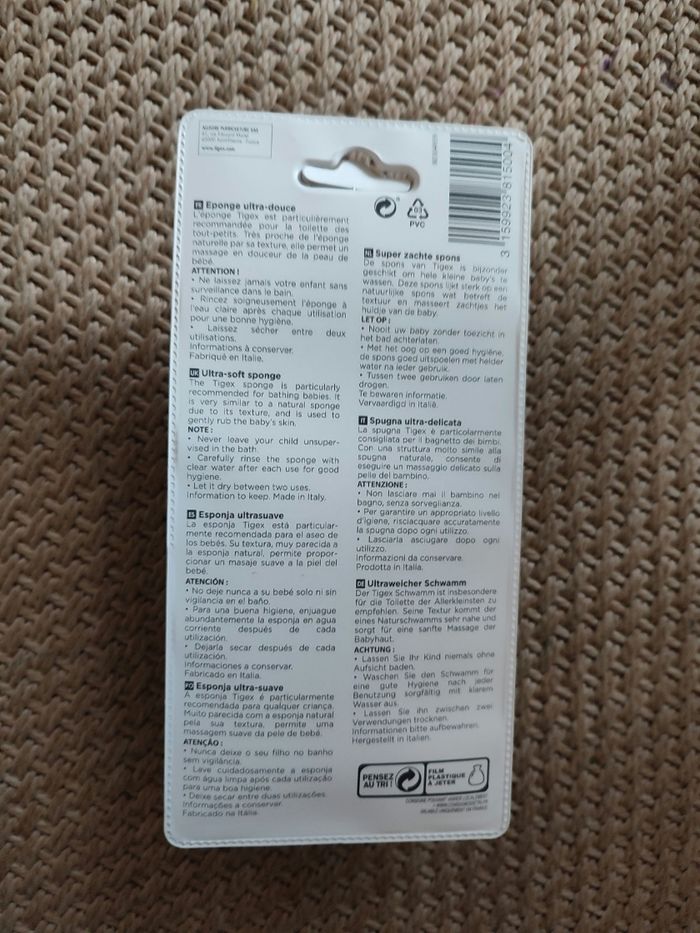 www.tigex.com
03
PVC
3 159923 615004
FR Eponge ultra-douce
L'éponge Tigex est particulièrement
recommandée pour la toilette des
tout-petits. Très proche de l'éponge
naturelle par sa texture, elle permet un
massage en douceur de la peau de
bébé.
ATTENTION :
• Ne laissez jamais votre enfant sans
surveillance dans le bain.
• Rincez soigneusement l'éponge à
l'eau claire après chaque utilisation
pour une bonne hygiène.
• Laissez sécher entre deux
utilisations.
Informations à conserver.
Fabriqué en Italie.
UK Ultra-soft sponge
The Tigex sponge is particularly
recommended for bathing babies. It
is very similar to a natural sponge
due to its texture, and is used to
gently rub the baby's skin.
NOTE :
• Never leave your child unsuper-
vised in the bath.
• Carefully rinse the sponge with
clear water after each use for good
hygiene.
• Let it dry between two uses.
Information to keep. Made in Italy.
ES Esponja ultrasuave
La esponja Tigex está particular-
mente recomendada para el aseo de
los bebés. Su textura, muy parecida a
la esponja natural, permite propor-
cionar un masaje suave a la piel del
bebé.
ATENCIÓN :
• No deje nunca a su bebé solo ni sin
vigilancia en el baño.
• Para una buena higiene, enjuague
abundantemente la esponja en agua
corriente después de cada
utilización.
• Dejarla secar después de cada
utilización.
Informaciones a conservar.
Fabricado en Italia.
PO Esponja ultra-suave
A esponja Tigex é particularmente
recomendada para qualquer criança.
Muito parecida com a esponja natural
pela sua textura, permite uma
massagem suave da pele de bebé.
ATENÇÃO :
• Nunca deixe o seu filho no banho
sem vigilância.
• Lave cuidadosamente a esponja
com água limpa após cada utilização
para uma boa higiene.
• Deixe secar entre duas utilizações.
Informações a conservar.
Fabricado na Italia.
NL Super zachte spons
De spons van Tigex is bijzonder
geschikt om hele kleine baby's te
wassen. Deze spons lijkt sterk op een
natuurlijke spons wat betreft de
textuur en masseert zachtjes het
huidje van de baby.
LET OP :
• Nooit uw baby zonder toezicht in
het bad achterlaten.
• Met het oog op een goed hygiëne,
de spons goed uitspoelen met helder
water na ieder gebruik.
• Tussen twee gebruiken door laten
drogen.
Te bewaren informatie.
Vervaardigd in Italië.
IT Spugna ultra-delicata
La spugna Tigex è particolarmente
consigliata per il bagnetto dei bimbi.
Con una struttura molto simile alla
spugna naturale, consente di
eseguire un massaggio delicato sulla
pelle del bambino.
ATTENZIONE :
• Non lasciare mai il bambino nel
bagno, senza sorveglianza.
• Per garantire un appropriato livello
d'igiene, risciacquare accuratamente
la spugna dopo ogni utilizzo.
• Lasciarla asciugare dopo ogni
utilizzo.
Informazioni da conservare.
Prodotta in Italia.
DE Ultraweicher Schwamm
Der Tigex Schwamm ist insbesondere
für die Toilette der Allerkleinsten zu
empfehlen. Seine Textur kommt der
eines Naturschwamms sehr nahe und
sorgt für eine sanfte Massage der
Babyhaut.
ACHTUNG :
• Lassen Sie Ihr Kind niemals ohne
Aufsicht baden.
• Waschen Sie den Schwamm für
eine gute Hygiene nach jeder
Benutzung sorgfältig mit klarem
Wasser aus.
• Lassen Sie ihn zwischen zwei
Verwendungen trocknen.
Informationen bitte aufbewahren.
Hergestellt in Italien.
PENSEZ
AU TRI !
FILM
PLASTIQUE
À JETER